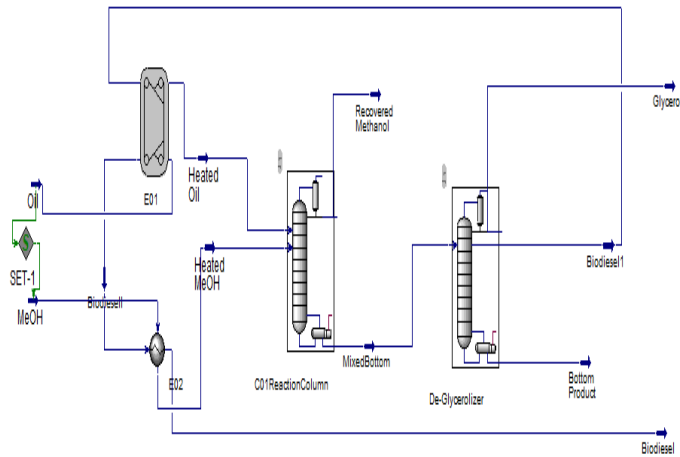 Glycero
Recovered
Methanol
Oil
E01
Heated
Oil
SET-1
Heated
MeOH
Biodiesel1
MeOH
BiodieselI
E02
C01ReactionColumn
MixedBottom
De-Glycerolizer
Bottom
Product
Biodiesel